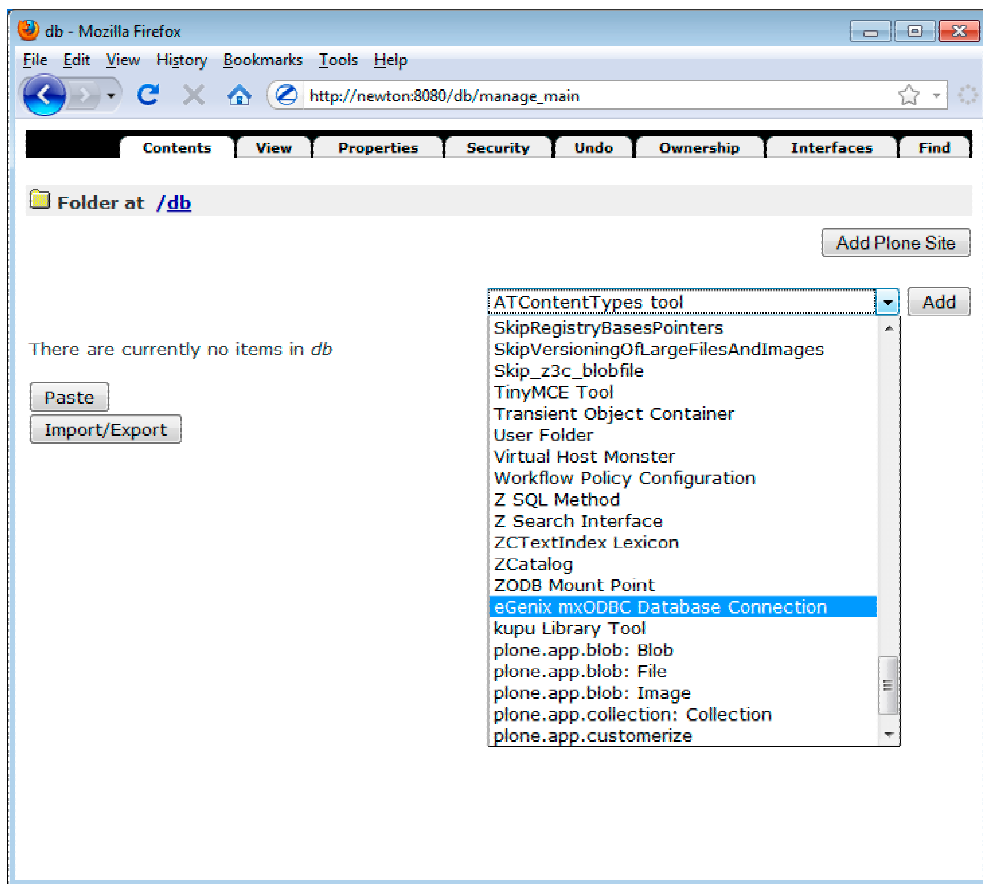 db - Mozilla Firefox
File Edit View History Bookmarks Tools Help
http://newton:8080/db/manage_main
Contents View Properties Security Undo Ownership Interfaces Find
Folder at /db
Add Plone Site
ATContentTypes tool Add
SkipRegistryBasesPointers
There are currently no items in db
SkipVersioningOfLargeFilesAndImages
Skip_z3c_blobfile
Paste
TinyMCE Tool
Transient Object Container
Import/Export
User Folder
Virtual Host Monster
Workflow Policy Configuration
Z SQL Method
Z Search Interface
ZCTextIndex Lexicon
ZCatalog
ZODB Mount Point
eGenix mxODBC Database Connection
kupu Library Tool
plone.app.blob: Blob
plone.app.blob: File
plone.app.blob: Image
plone.app.collection: Collection
plone.app.customerize